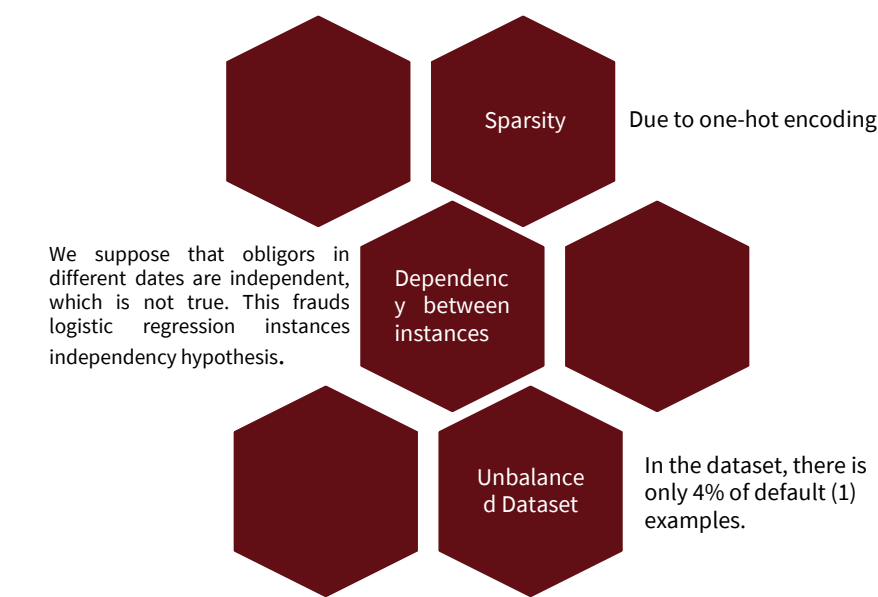 Sparsity
Due to one-hot encoding
We suppose that obligors in
different dates are independent,
which is not true. This frauds
logistic regression instances
independency hypothesis.
Dependenc
y between
instances
Unbalance
d Dataset
In the dataset, there is
only 4% of default (1)
examples.